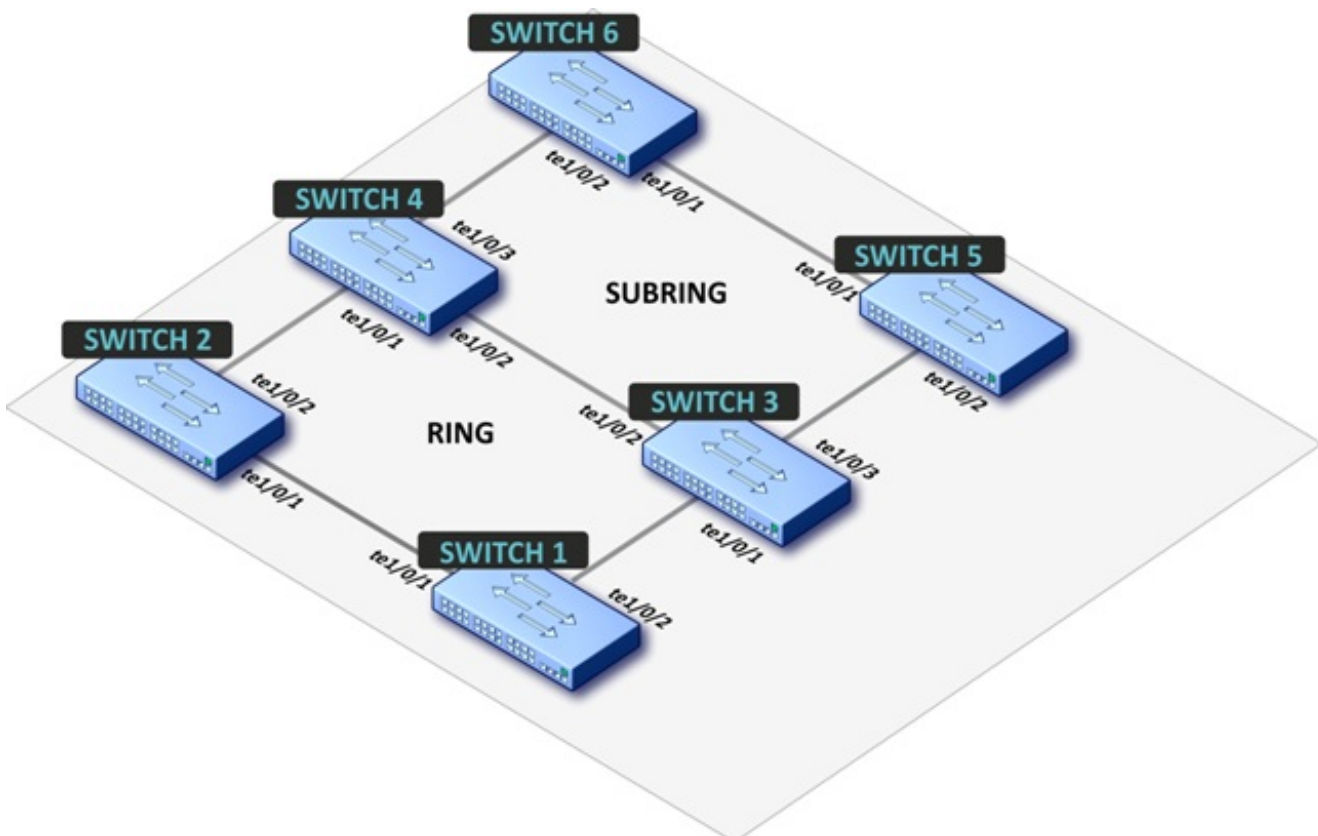 SWITCH 6
te1/0/2
te1/0/1
SWITCH 4
te1/0/3
te1/0/1
te1/0/2
SUBRING
SWITCH 5
te1/0/1
te1/0/2
SWITCH 2
te1/0/2
te1/0/1
RING
SWITCH 3
te1/0/2
te1/0/3
te1/0/1
SWITCH 1
te1/0/1
te1/0/2